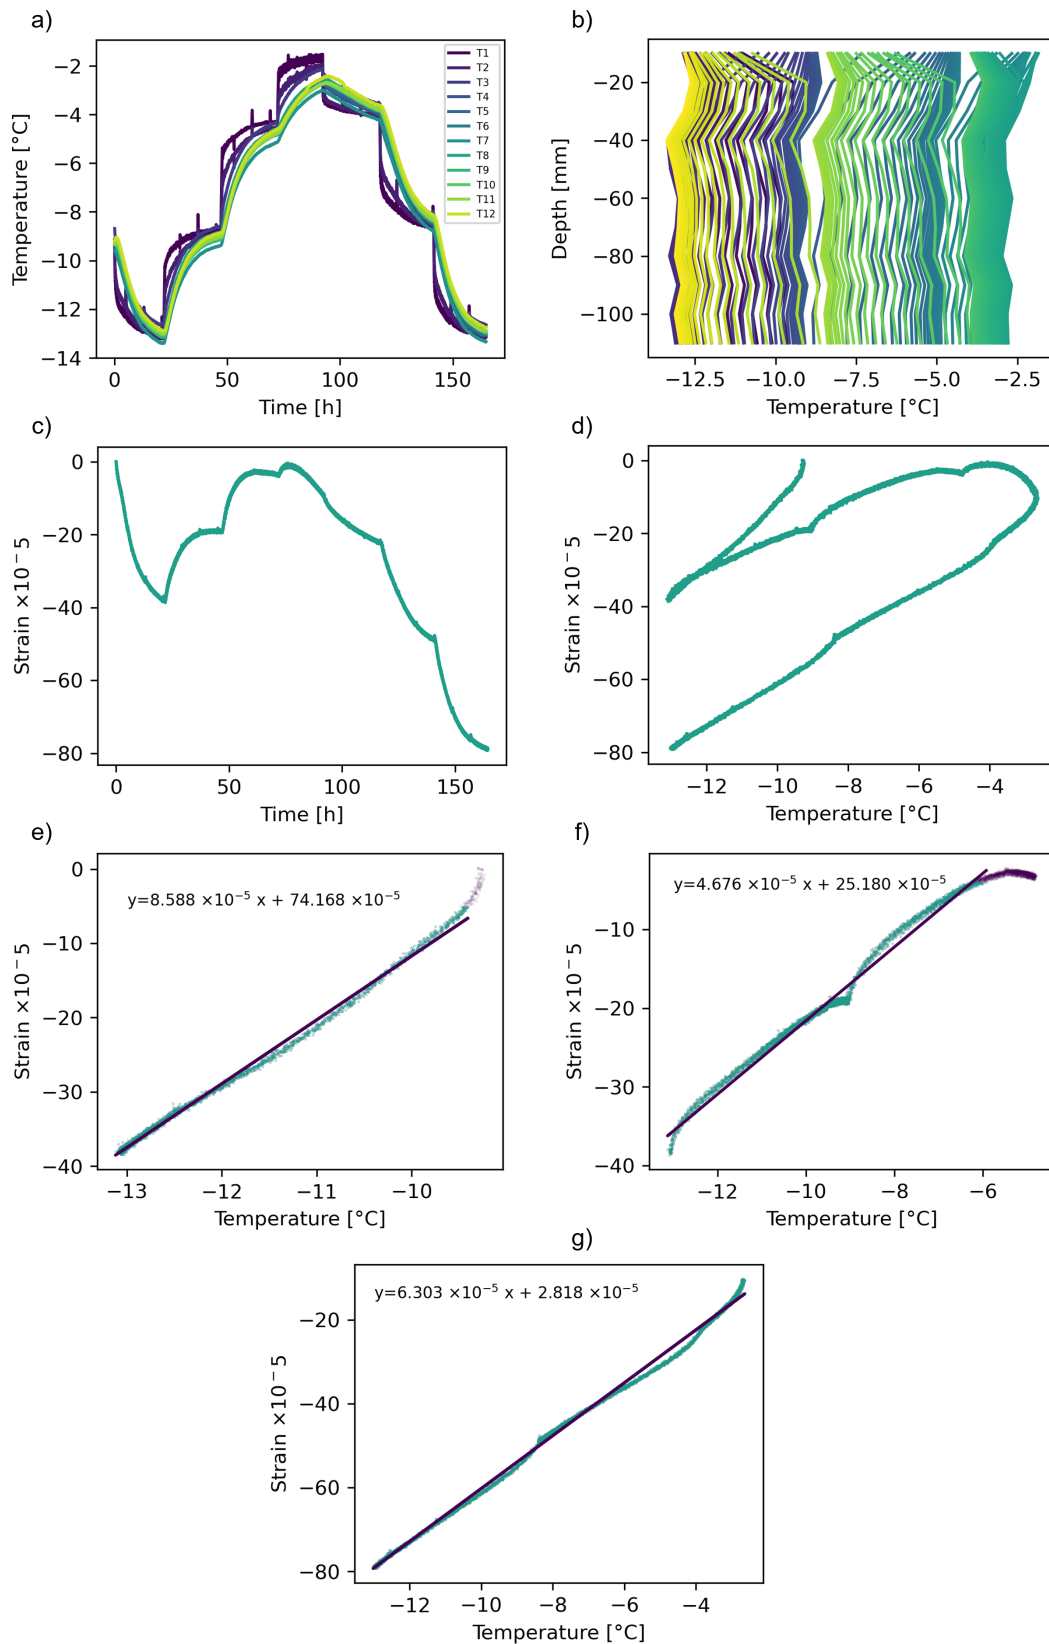 a)
Temperature [°C]
−2
−4
−6
−8
−10
−12
−14
T1
T2
T3
T4
T5
T6
T7
T8
T9
T10
T11
T12
0
50
100
150
Time [h]
b)
Depth [mm]
−20
−40
−60
−80
−100
−12.5
−10.0
−7.5
−5.0
−2.5
Temperature [°C]
c)
Strain ×10⁻ 5
0
−20
−40
−60
−80
0
50
100
150
Time [h]
d)
Strain ×10⁻ 5
0
−20
−40
−60
−80
−12
−10
−8
−6
−4
Temperature [°C]
e)
Strain ×10⁻ 5
y=8.588 ×10⁻⁵ x + 74.168 ×10⁻⁵
0
−10
−20
−30
−40
−13
−12
−11
−10
Temperature [°C]
f)
Strain ×10⁻ 5
y=4.676 ×10⁻⁵ x + 25.180 ×10⁻⁵
−10
−20
−30
−40
−12
−10
−8
−6
Temperature [°C]
g)
Strain ×10⁻ 5
y=6.303 ×10⁻⁵ x + 2.818 ×10⁻⁵
−20
−40
−60
−80
−12
−10
−8
−6
−4
Temperature [°C]